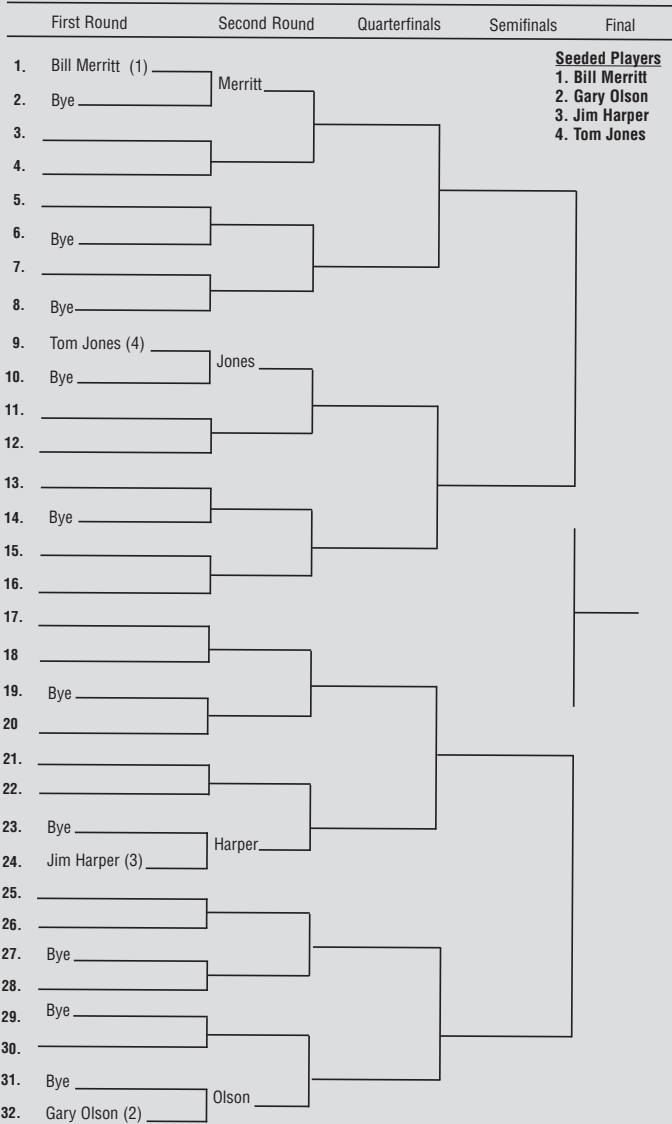 First Round Second Round Quarterfinals Semifinals Final
Seeded Players
1. Bill Merritt
2. Gary Olson
3. Jim Harper
4. Tom Jones
1. Bill Merritt (1)
Merritt
2. Bye
3.
4.
5.
6. Bye
7.
8. Bye
9. Tom Jones (4)
Jones
10. Bye
11.
12.
13.
14. Bye
15.
16.
17.
18
19. Bye
20
21.
22.
23. Bye
Harper
24. Jim Harper (3)
25.
26.
27. Bye
28.
29. Bye
30.
31. Bye
Olson
32. Gary Olson (2)